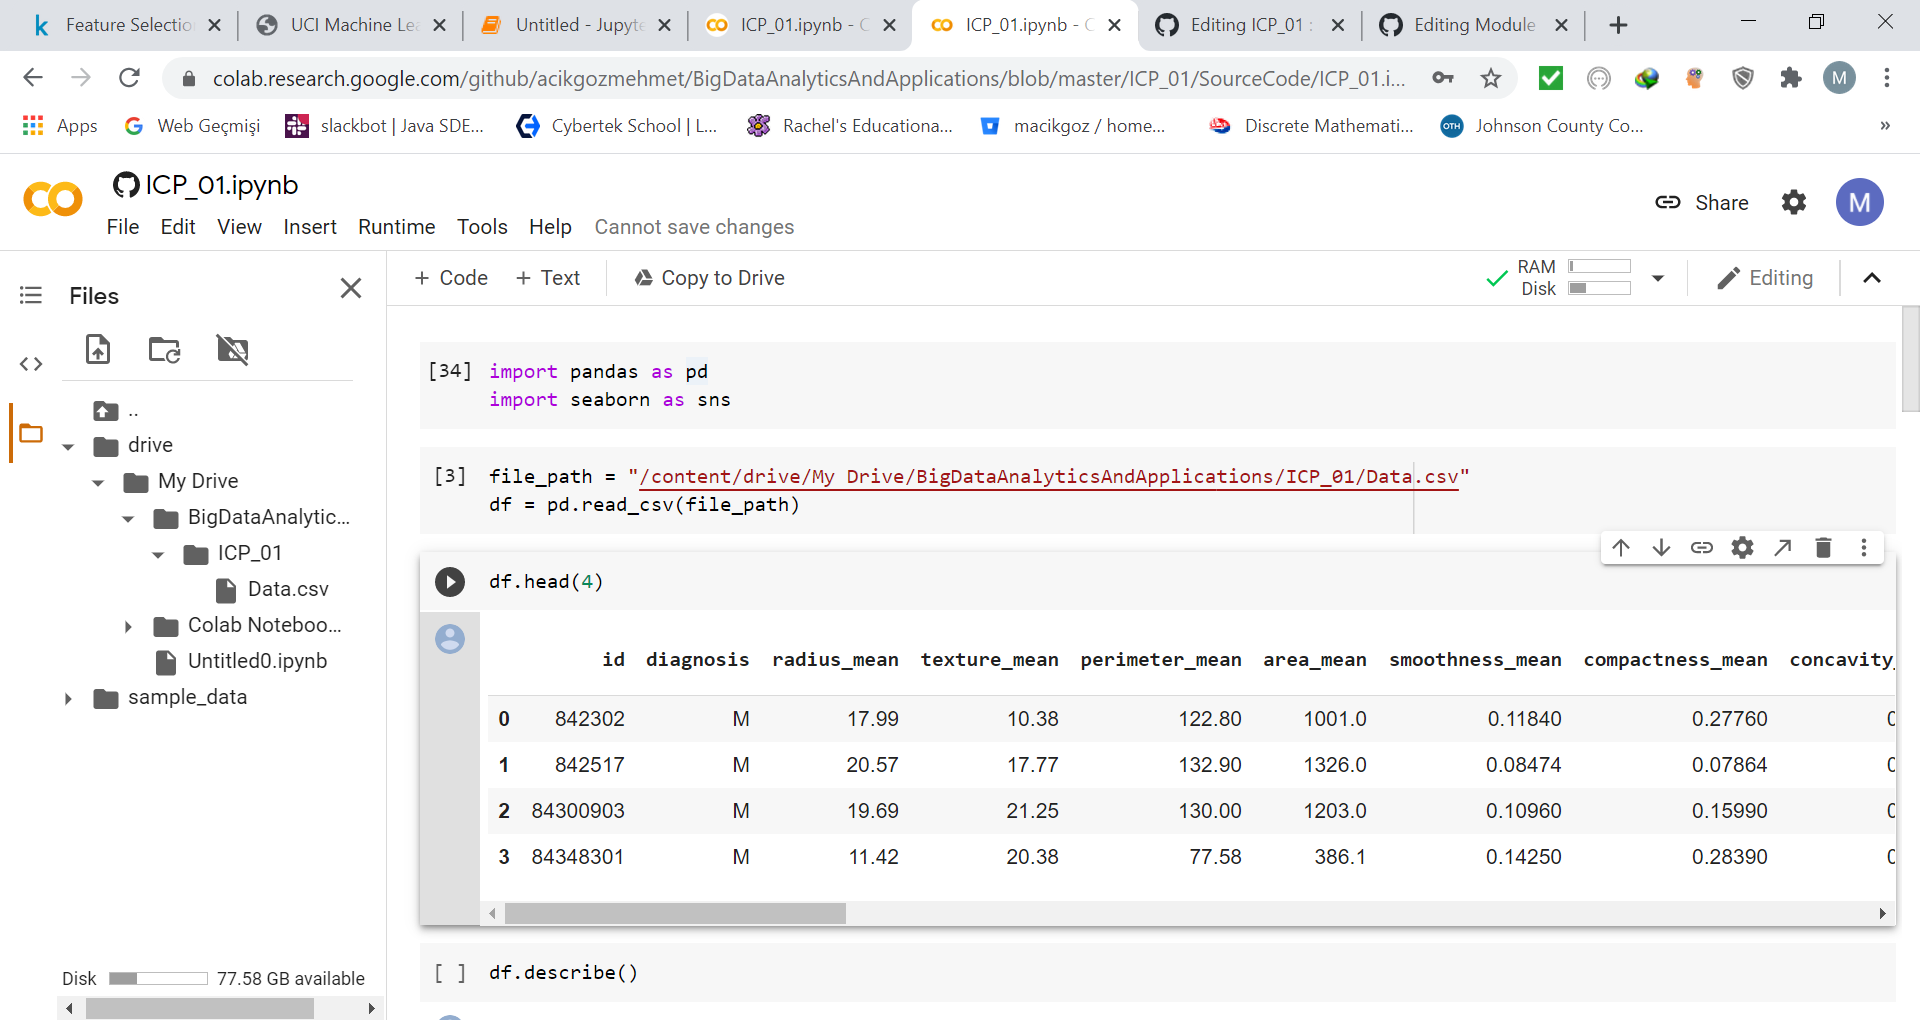 Feature Selectio
UCI Machine Le
Untitled - Jupyte
ICP_01.ipynb - C
ICP_01.ipynb - C
Editing ICP_01 :
Editing Module
colab.research.google.com/github/acikgozmehmet/BigDataAnalyticsAndApplications/blob/master/ICP_01/SourceCode/ICP_01.i...
M
Apps
Web Geçmişi
slackbot | Java SDE...
Cybertek School | L...
Rachel's Educationa...
macikgoz / home...
Discrete Mathemati...
OTH
Johnson County Co...
»
ICP_01.ipynb
Share
M
File Edit View Insert Runtime Tools Help Cannot save changes
Files
+ Code + Text Copy to Drive
RAM
Disk
Editing
..
drive
My Drive
BigDataAnalytic...
ICP_01
Data.csv
Colab Noteboo...
Untitled0.ipynb
sample_data
Disk 77.58 GB available
[34] import pandas as pd
import seaborn as sns
[3] file_path = "/content/drive/My Drive/BigDataAnalyticsAndApplications/ICP_01/Data.csv"
df = pd.read_csv(file_path)
df.head(4)
id diagnosis radius_mean texture_mean perimeter_mean area_mean smoothness_mean compactness_mean concavity_
0 842302 M 17.99 10.38 122.80 1001.0 0.11840 0.27760 0
1 842517 M 20.57 17.77 132.90 1326.0 0.08474 0.07864 0
2 84300903 M 19.69 21.25 130.00 1203.0 0.10960 0.15990 0
3 84348301 M 11.42 20.38 77.58 386.1 0.14250 0.28390 0
[ ] df.describe()